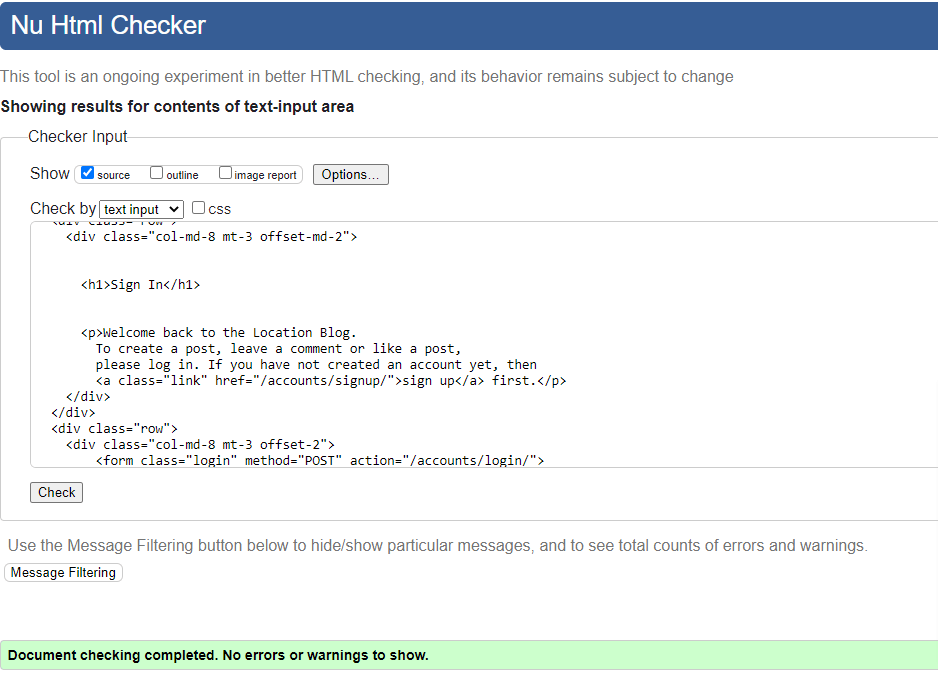 Nu Html Checker
This tool is an ongoing experiment in better HTML checking, and its behavior remains subject to change
Showing results for contents of text-input area
Checker Input
Show source outline image report Options...
Check by text input css
<div class="row">
<div class="col-md-8 mt-3 offset-md-2">
<h1>Sign In</h1>
<p>Welcome back to the Location Blog.
To create a post, leave a comment or like a post,
please log in. If you have not created an account yet, then
<a class="link" href="/accounts/signup/">sign up</a> first.</p>
</div>
</div>
<div class="row">
<div class="col-md-8 mt-3 offset-2">
<form class="login" method="POST" action="/accounts/login/">
Check
Use the Message Filtering button below to hide/show particular messages, and to see total counts of errors and warnings.
Message Filtering
Document checking completed. No errors or warnings to show.